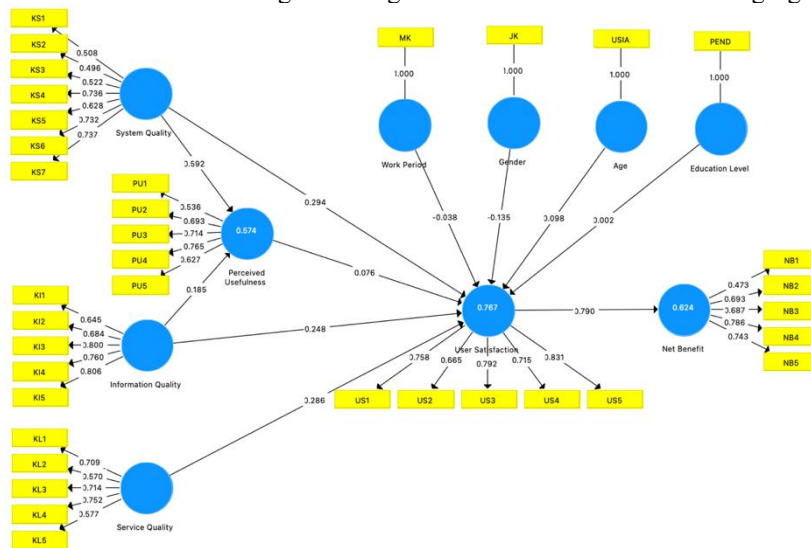 KS1
KS2
KS3
KS4
KS5
KS6
KS7
0.508
0.496
0.522
0.736
0.628
0.732
0.737
System Quality
MK
JK
USIA
PEND
1.000
1.000
1.000
1.000
Work Period
Gender
Age
Education Level
0.592
0.294
-0.038
-0.135
0.098
0.002
PU1
PU2
PU3
PU4
PU5
0.536
0.693
0.714
0.765
0.627
0.574
Perceived
Usefulness
0.185
0.076
0.248
0.286
KI1
KI2
KI3
KI4
KI5
0.645
0.684
0.800
0.760
0.806
Information Quality
0.767
User Satisfaction
0.790
0.624
Net Benefit
NB1
NB2
NB3
NB4
NB5
0.473
0.693
0.687
0.786
0.743
0.758
0.665
0.792
0.715
0.831
US1
US2
US3
US4
US5
KL1
KL2
KL3
KL4
KL5
0.709
0.570
0.714
0.752
0.577
Service Quality